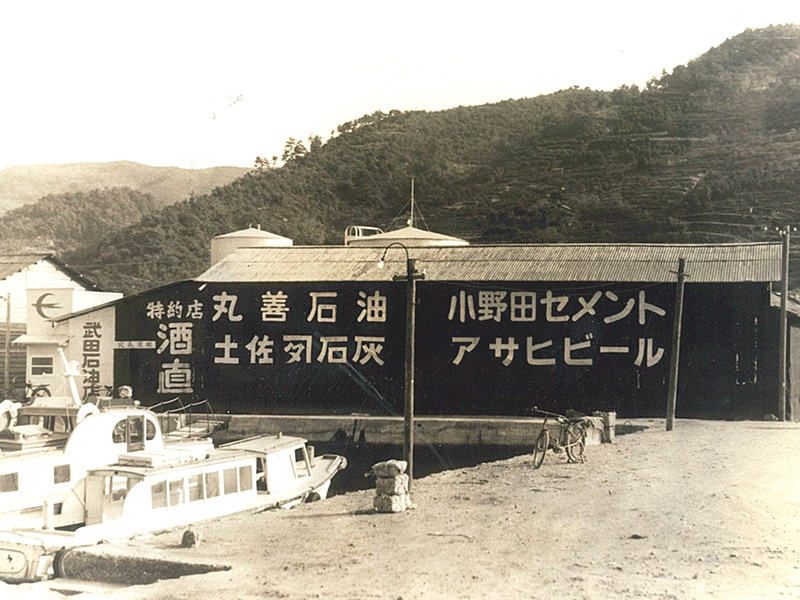 特約店
酒直
丸善石油
土佐石灰
小野田セメント
アサヒビール
武田石油店